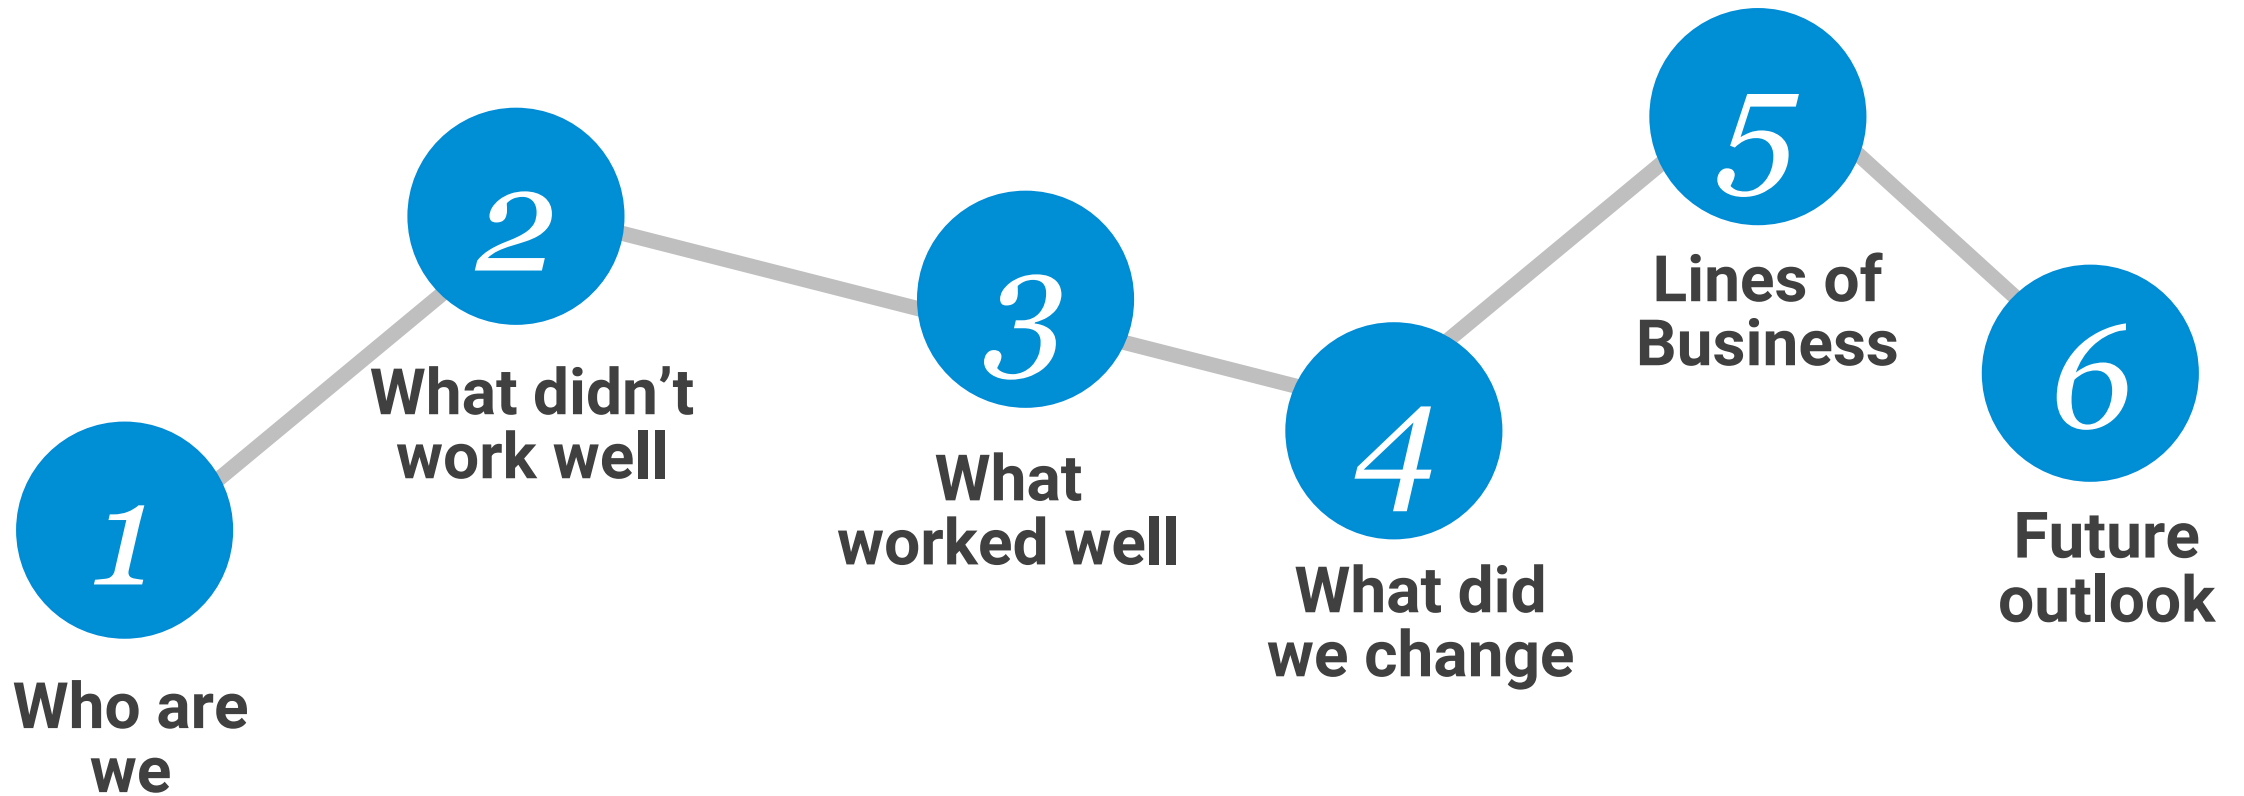 1
Who are
we
2
What didn’t
work well
3
What
worked well
4
What did
we change
5
Lines of
Business
6
Future
outlook